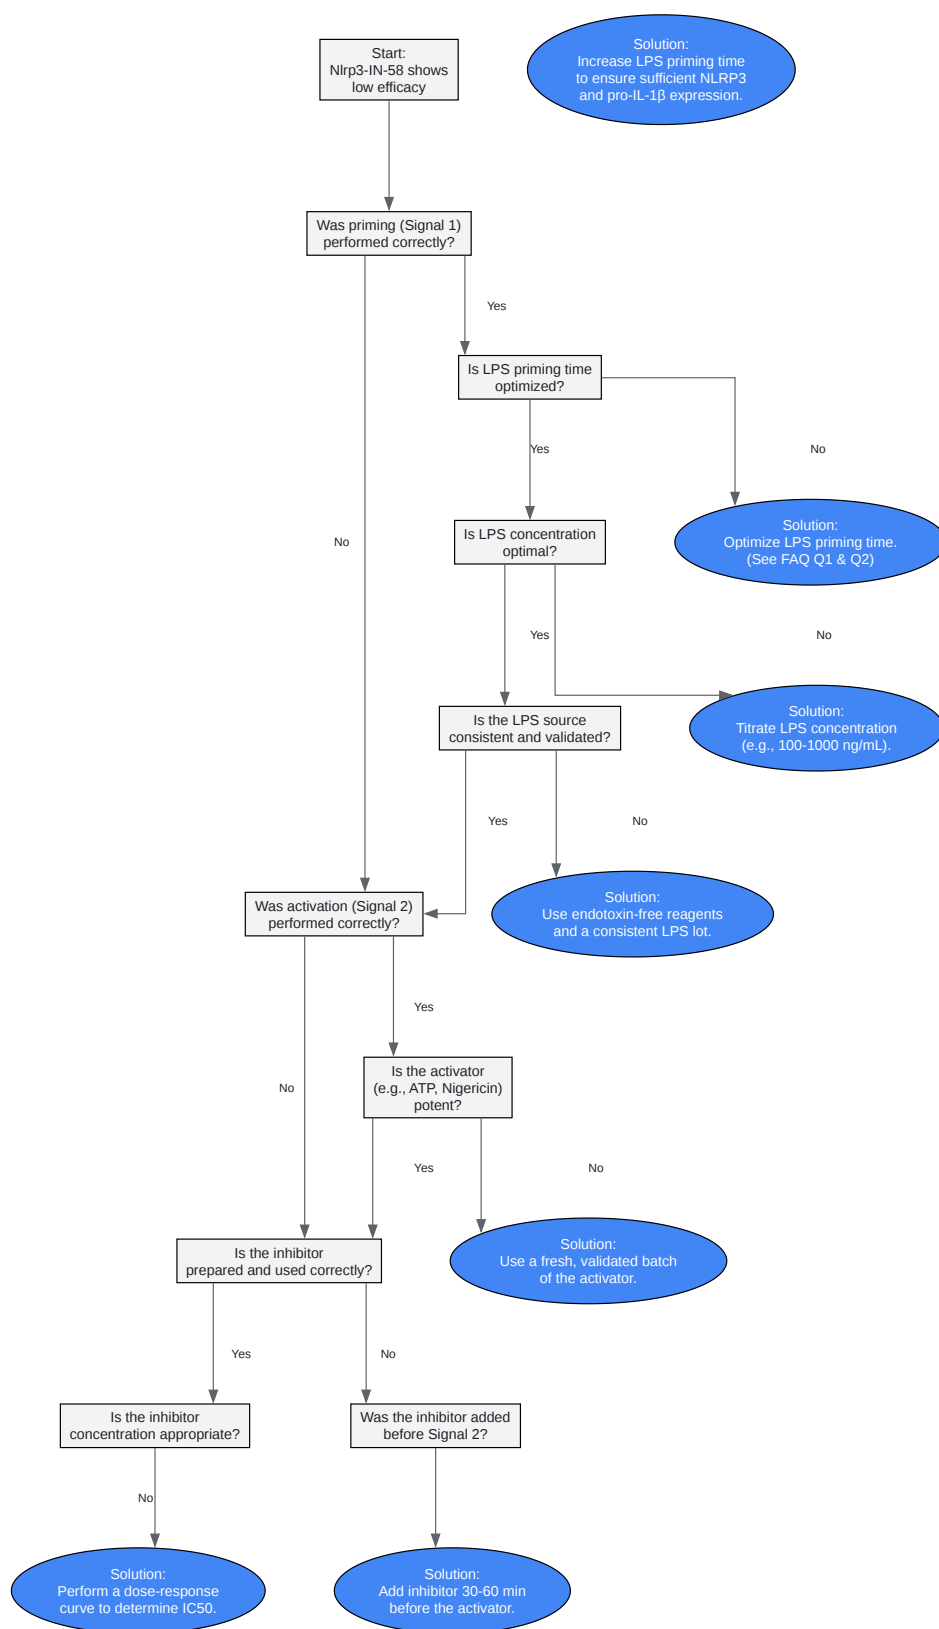 Start:
Nlrp3-IN-58 shows
low efficacy
Solution:
Increase LPS priming time
to ensure sufficient NLRP3
and pro-IL-1β expression.
Was priming (Signal 1)
performed correctly?
Yes
Is LPS priming time
optimized?
Yes
No
No
Is LPS concentration
optimal?
Solution:
Optimize LPS priming time.
(See FAQ Q1 & Q2)
Yes
No
Is the LPS source
consistent and validated?
Solution:
Titrate LPS concentration
(e.g., 100-1000 ng/mL).
Yes
No
Was activation (Signal 2)
performed correctly?
Solution:
Use endotoxin-free reagents
and a consistent LPS lot.
Yes
Is the activator
(e.g., ATP, Nigericin)
potent?
No
Yes
No
Is the inhibitor
prepared and used correctly?
Solution:
Use a fresh, validated batch
of the activator.
Yes
No
Is the inhibitor
concentration appropriate?
Was the inhibitor added
before Signal 2?
No
Solution:
Perform a dose-response
curve to determine IC50.
Solution:
Add inhibitor 30-60 min
before the activator.